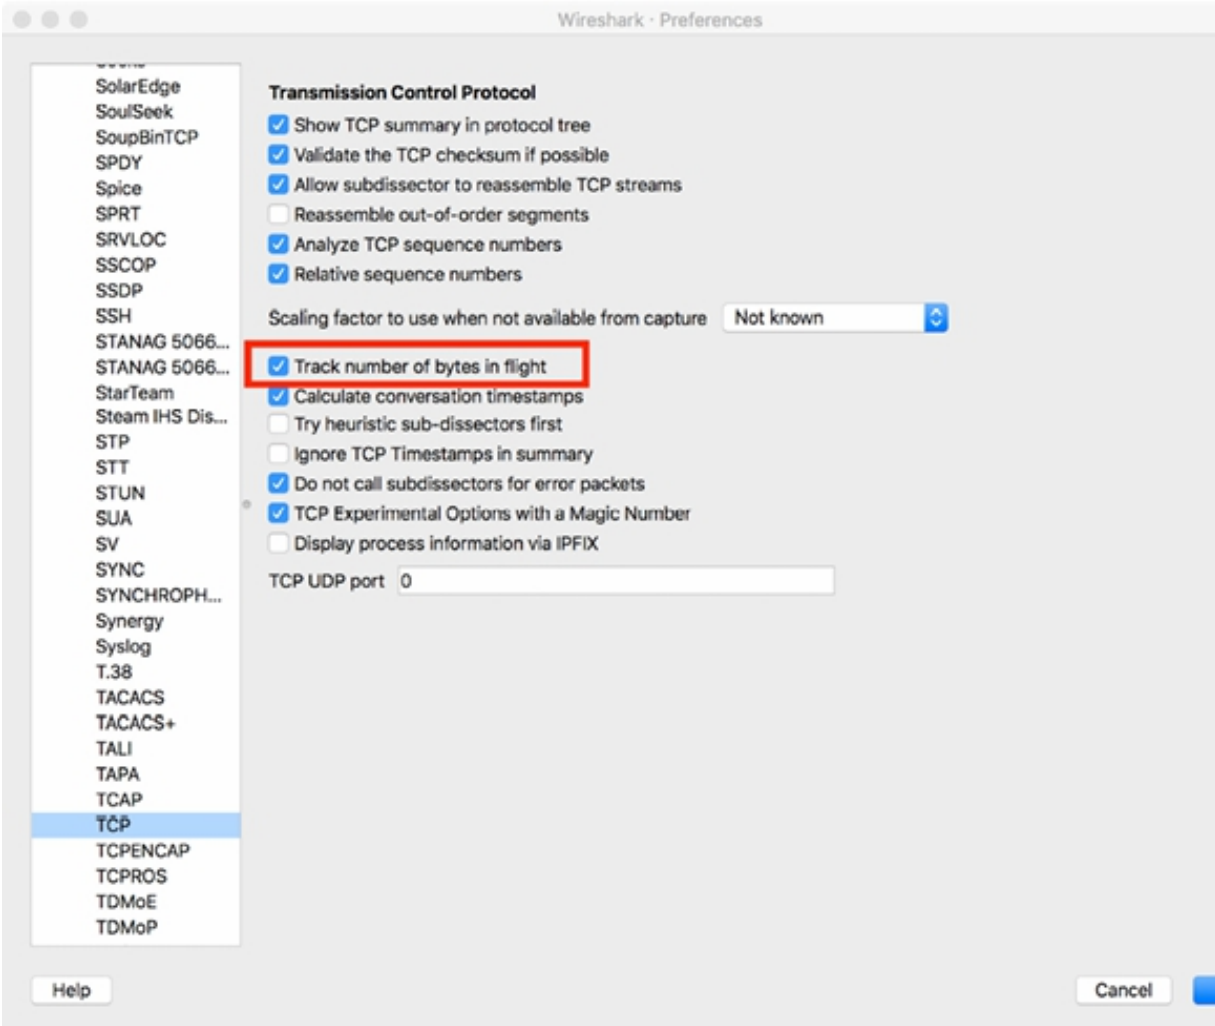 Wireshark · Preferences
SolarEdge
SoulSeek
SoupBinTCP
SPDY
Spice
SPRT
SRVLOC
SSCOP
SSDP
SSH
STANAG 5066...
STANAG 5066...
StarTeam
Steam IHS Dis...
STP
STT
STUN
SUA
SV
SYNC
SYNCHROPH...
Synergy
Syslog
T.38
TACACS
TACACS+
TALI
TAPA
TCAP
TCP
TCPENCAP
TCPROS
TDMoE
TDMoP
Transmission Control Protocol
Show TCP summary in protocol tree
Validate the TCP checksum if possible
Allow subdissector to reassemble TCP streams
Reassemble out-of-order segments
Analyze TCP sequence numbers
Relative sequence numbers
Scaling factor to use when not available from capture Not known
Track number of bytes in flight
Calculate conversation timestamps
Try heuristic sub-dissectors first
Ignore TCP Timestamps in summary
Do not call subdissectors for error packets
TCP Experimental Options with a Magic Number
Display process information via IPFIX
TCP UDP port 0
Help
Cancel